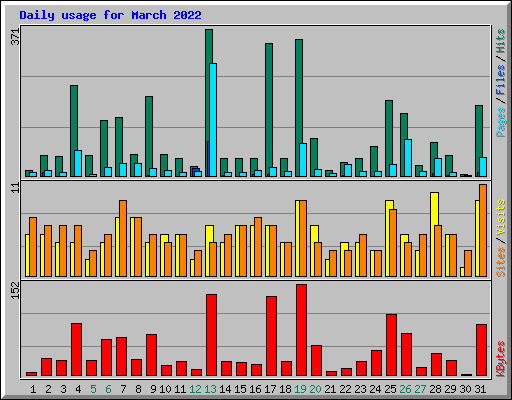 Daily usage for March 2022
371
Pages / Files / Hits
11
Sites / Visits
152
KBytes
1 2 3 4 5 6 7 8 9 10 11 12 13 14 15 16 17 18 19 20 21 22 23 24 25 26 27 28 29 30 31